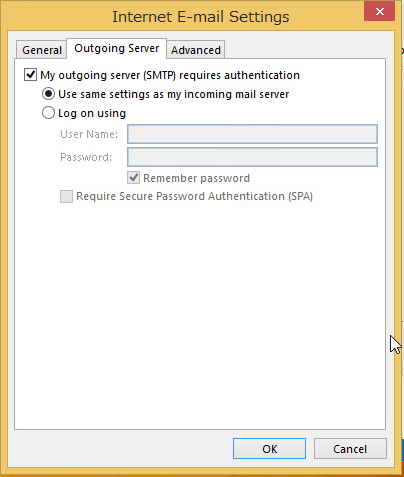 Internet E-mail Settings
General Outgoing Server Advanced
My outgoing server (SMTP) requires authentication
Use same settings as my incoming mail server
Log on using
User Name:
Password:
Remember password
Require Secure Password Authentication (SPA)
OK Cancel